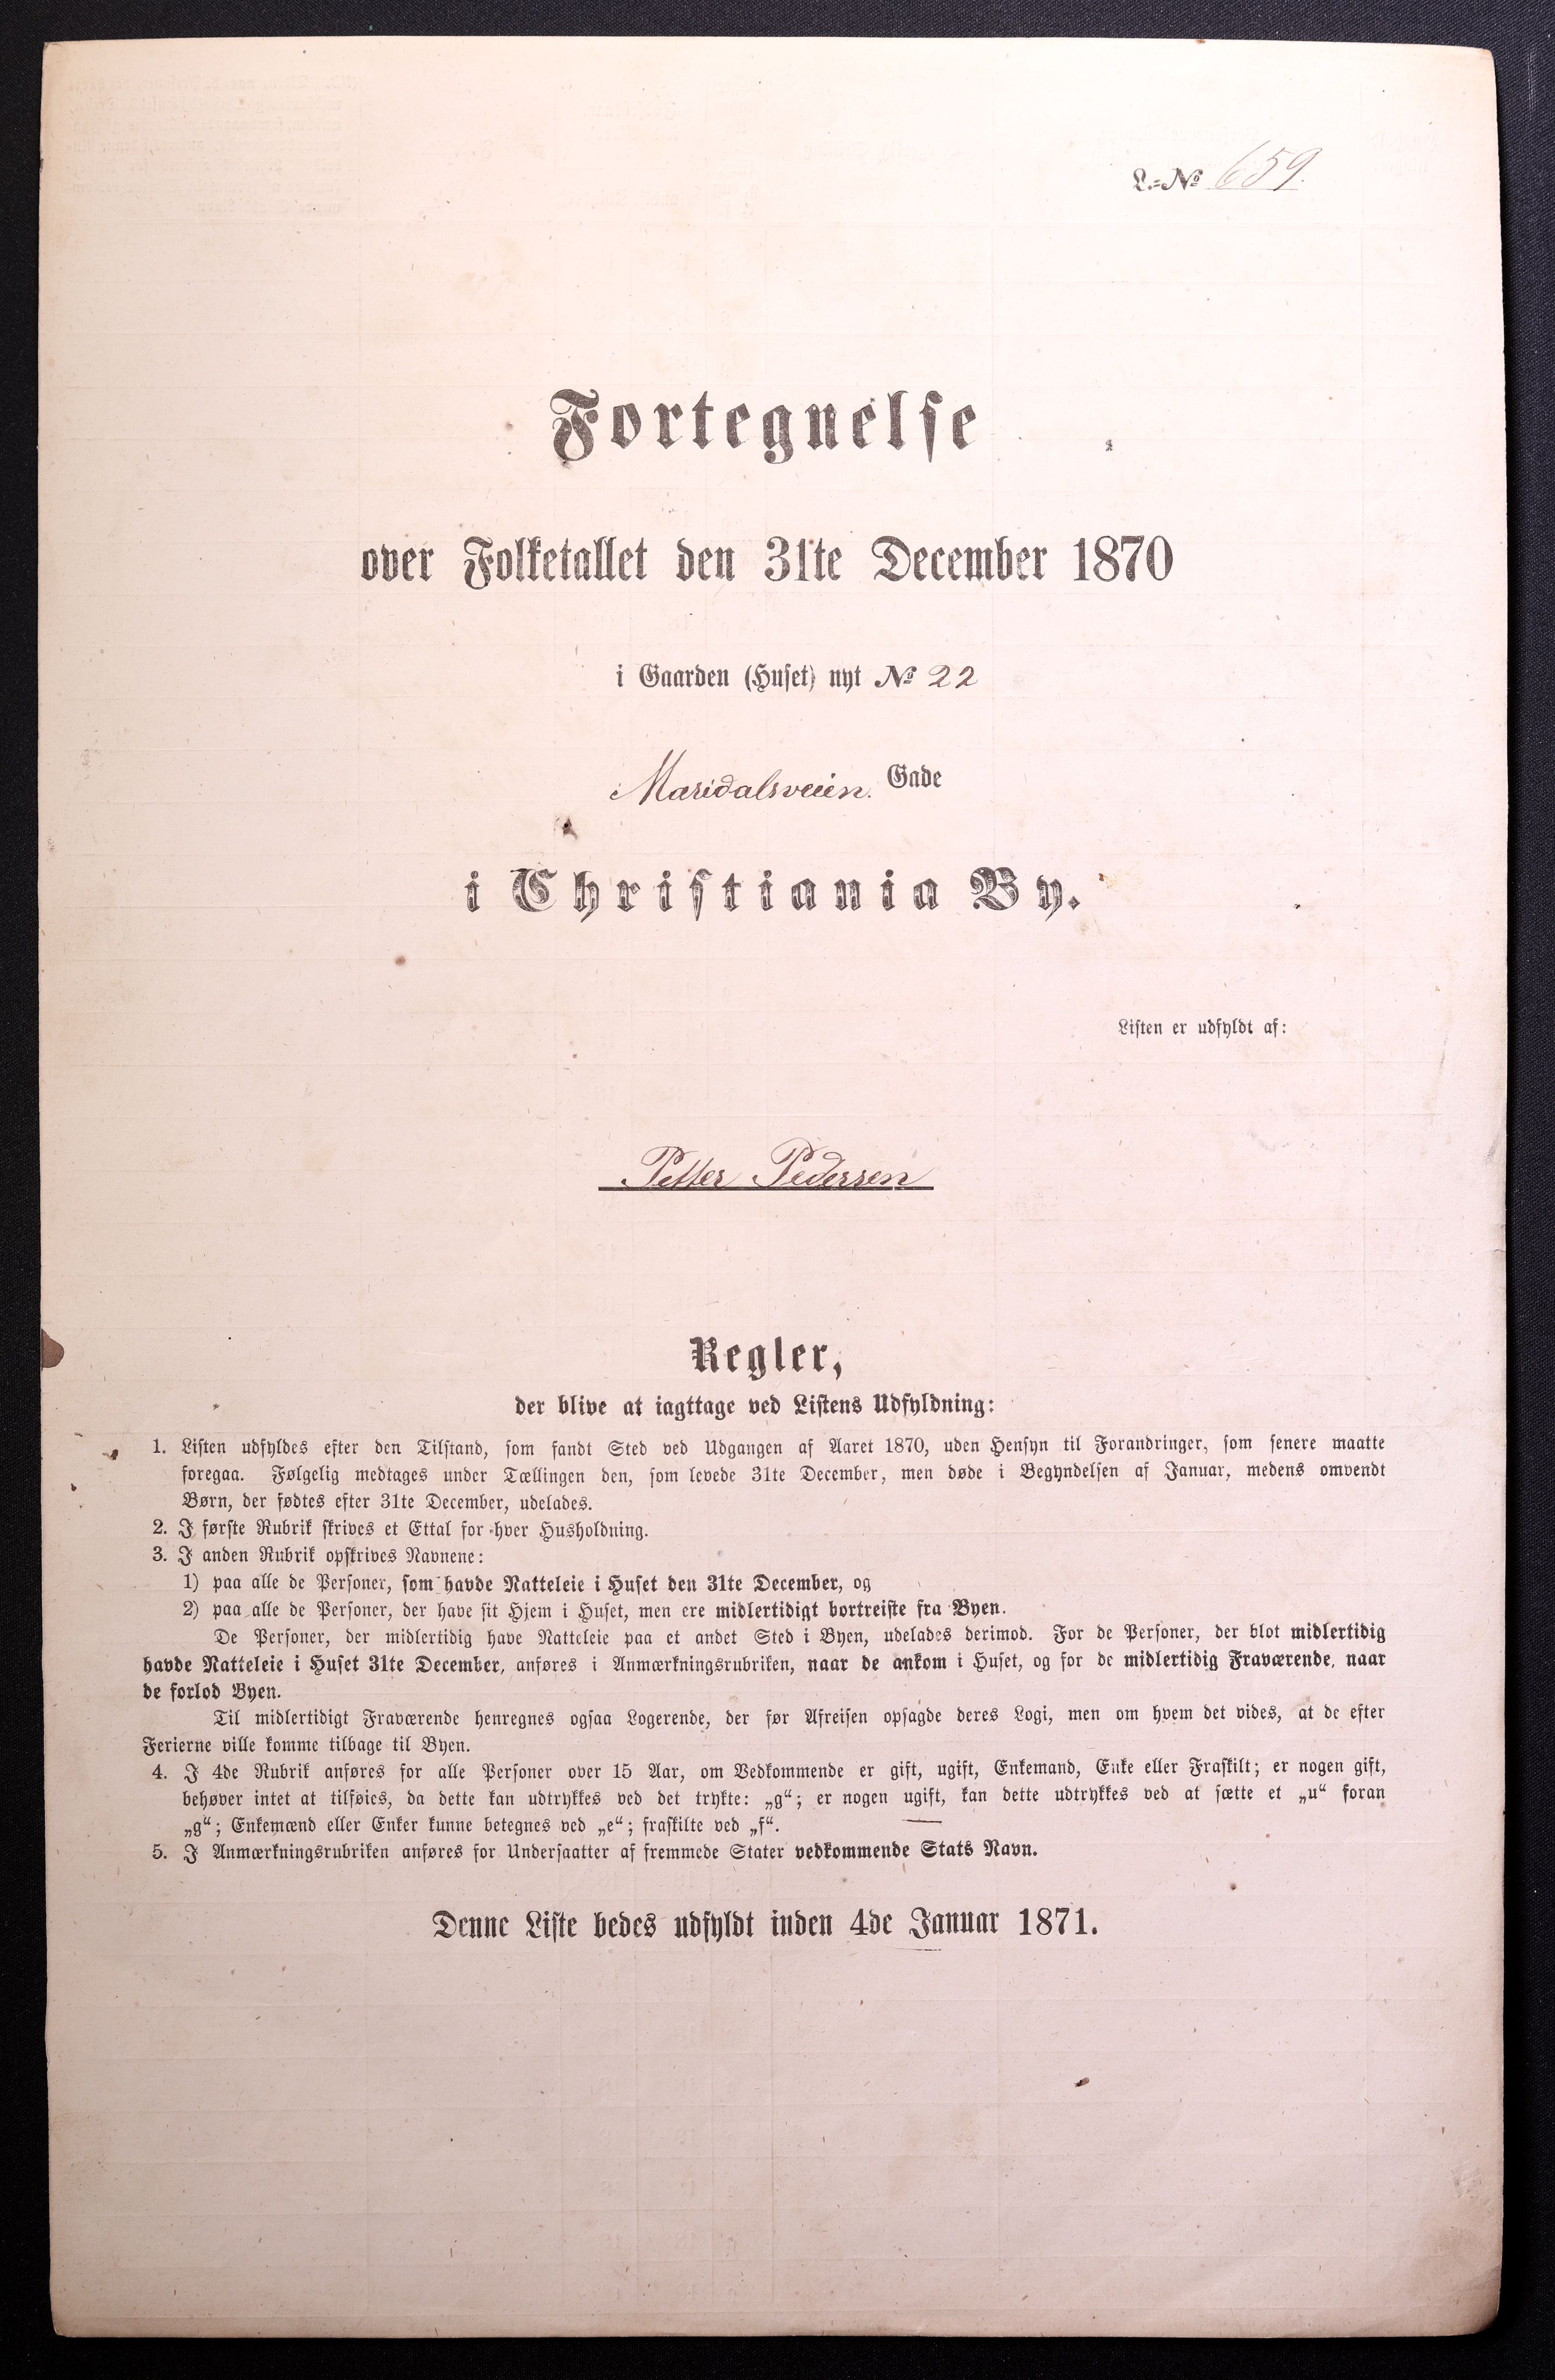 L.-No 659.
Fortegnelse
over Folketallet den 31te December 1870
i Gaarden (Huset) nyt No 22
Maridalsveien. Gade
i Christiania By.
Listen er udfyldt af:
Petter Pedersen
Regler,
der blive at iagttage ved Listens Udfyldning:
1. Listen udfyldes efter den Tilstand, som fandt Sted ved Udgangen af Aaret 1870, uden Hensyn til Forandringer, som senere maatte
foregaa. Følgelig medtages under Tællingen den, som levede 31te December, men døde i Begyndelsen af Januar, medens omvendt
Børn, der fødtes efter 31te December, udelades.
2. I første Rubrik skrives et Ettal for hver Husholdning.
3. I anden Rubrik opskrives Navnene:
1) paa alle de Personer, som havde Natteleie i Huset den 31te December, og
2) paa alle de Personer, der have sit Hjem i Huset, men ere midlertidigt bortreiste fra Byen.
De Personer, der midlertidig have Natteleie paa et andet Sted i Byen, udelades derimod. For de Personer, der blot midlertidig
havde Natteleie i Huset 31te December, anføres i Anmærkningsrubriken, naar de ankom i Huset, og for de midlertidig Fraværende, naar
de forlod Byen.
Til midlertidigt Fraværende henregnes ogsaa Logerende, der før Afreisen opsagde deres Logi, men om hvem det vides, at de efter
Ferierne ville komme tilbage til Byen.
4. I 4de Rubrik anføres for alle Personer over 15 Aar, om Vedkommende er gift, ugift, Enkemand, Enke eller Fraskilt; er nogen gift,
behøver intet at tilføies, da dette kan udtrykkes ved det trykte: „g“; er nogen ugift, kan dette udtrykkes ved at sætte et „u“ foran
„g“; Enkemænd eller Enker kunne betegnes ved „e“; fraskilte ved „f“.
5. I Anmærkningsrubriken anføres for Undersaatter af fremmede Stater vedkommende Stats Navn.
Denne Liste bedes udfyldt inden 4de Januar 1871.